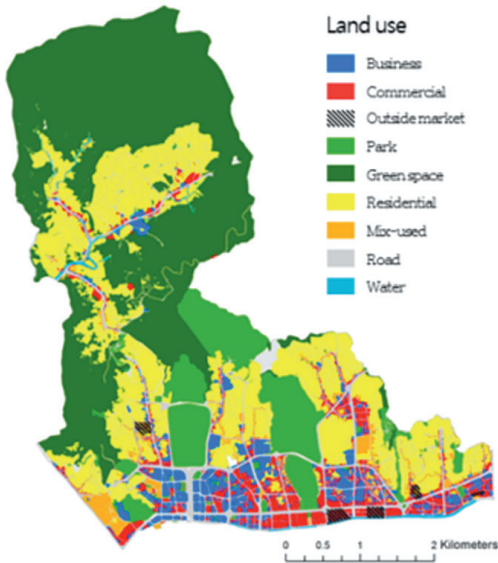 Land use
Business
Commercial
Outside market
Park
Green space
Residential
Mix-used
Road
Water
0 0.5 1 2 Kilometers